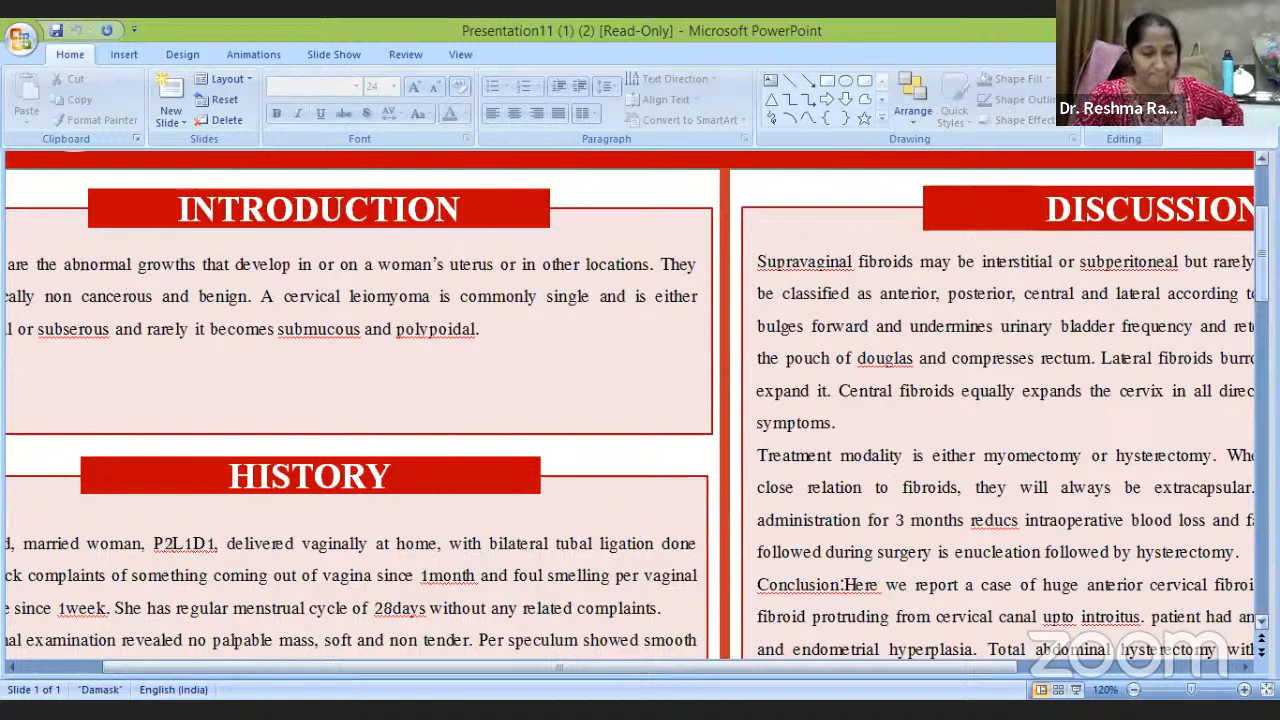 Presentation11 (1) (2) [Read-Only] - Microsoft PowerPoint
Home Insert Design Animations Slide Show Review View
Cut
Copy
Format Painter
Paste
Clipboard
New
Slide
Layout
Reset
Delete
Slides
24
B I U abe S AV Aa A
Font
Text Direction
Align Text
Convert to SmartArt
Paragraph
Arrange
Quick
Styles
Shape Fill
Shape Outli
Shape Effec
Drawing
Editing
Dr. Reshma Ra...
INTRODUCTION
are the abnormal growths that develop in or on a woman's uterus or in other locations. They
cally non cancerous and benign. A cervical leiomyoma is commonly single and is either
l or subserous and rarely it becomes submucous and polypoidal.
HISTORY
d, married woman, P2L1D1, delivered vaginally at home, with bilateral tubal ligation done
ck complaints of something coming out of vagina since 1month and foul smelling per vaginal
e since 1week. She has regular menstrual cycle of 28days without any related complaints.
nal examination revealed no palpable mass, soft and non tender. Per speculum showed smooth
DISCUSSION
Supravaginal fibroids may be interstitial or subperitoneal but rarely
be classified as anterior, posterior, central and lateral according to
bulges forward and undermines urinary bladder frequency and ret
the pouch of douglas and compresses rectum. Lateral fibroids burro
expand it. Central fibroids equally expands the cervix in all direc
symptoms.
Treatment modality is either myomectomy or hysterectomy. Whe
close relation to fibroids, they will always be extracapsular.
administration for 3 months reducs intraoperative blood loss and fa
followed during surgery is enucleation followed by hysterectomy.
Conclusion:Here we report a case of huge anterior cervical fibroi
fibroid protruding from cervical canal upto introitus. patient had an
and endometrial hyperplasia. Total abdominal hysterectomy with
zoom
Slide 1 of 1 "Damask" English (India) 120%